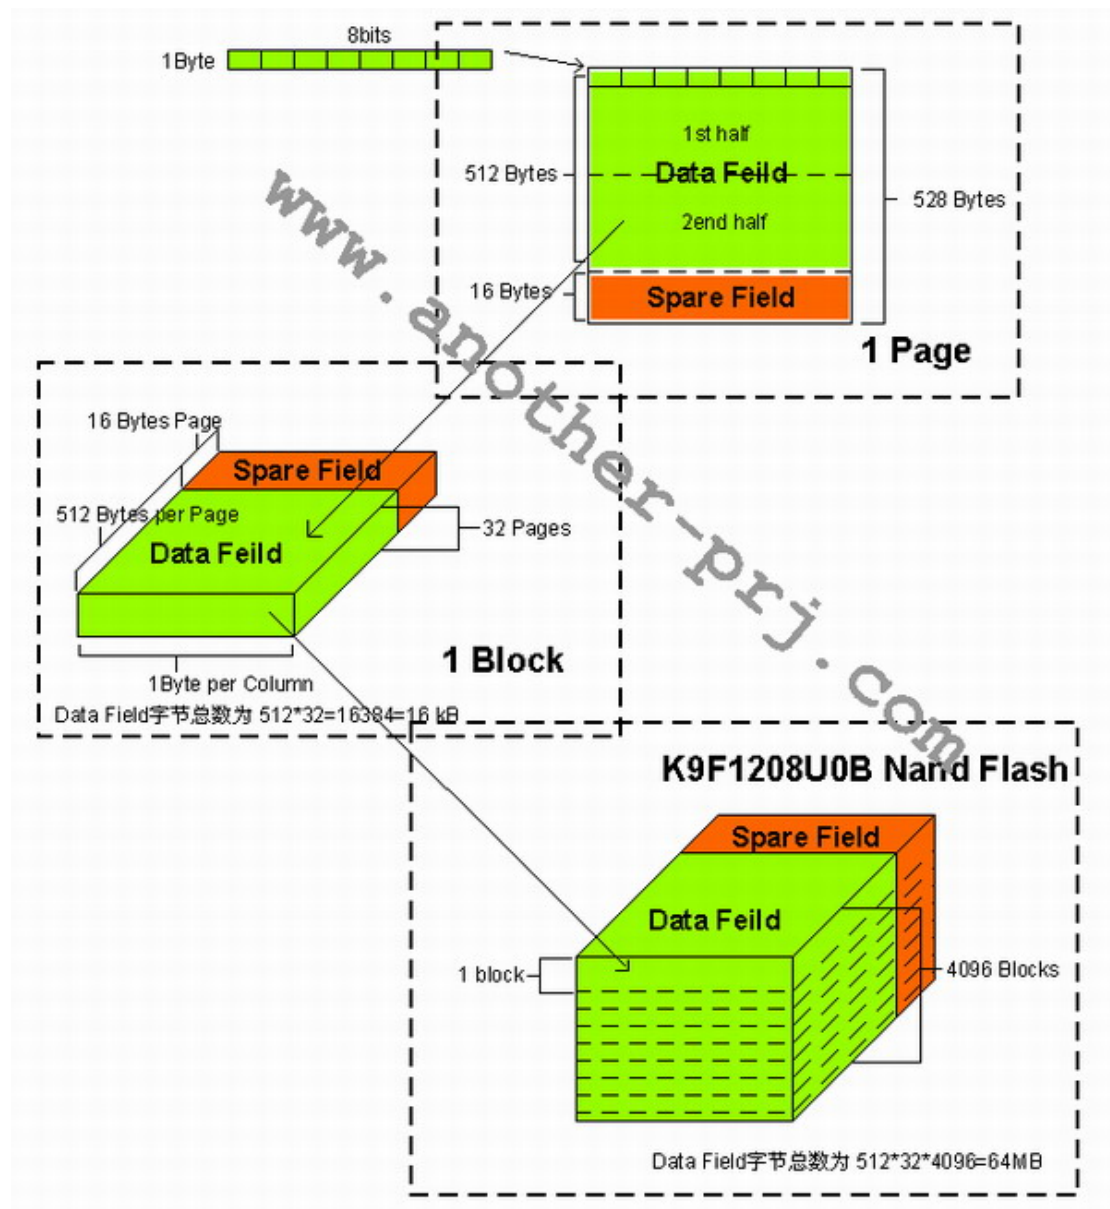 8bits
1Byte
1st half
512 Bytes
Data Feild
528 Bytes
2end half
16 Bytes
Spare Field
1 Page
www.another-prj.com
16 Bytes Page
Spare Field
512 Bytes per Page
32 Pages
Data Feild
1 Block
1Byte per Column
Data Field字节总数为 512*32=16384=16 kB
K9F1208U0B Nand Flash
Spare Field
Data Feild
1 block
4096 Blocks
Data Field字节总数为 512*32*4096=64MB